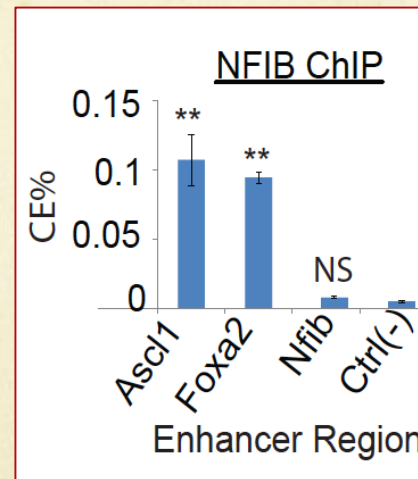 NFIB ChIP
0.15
0.1
0.05
0
CE%
**
**
NS
Ascl1
Foxa2
Nfib
Ctrl(-)
Enhancer Region